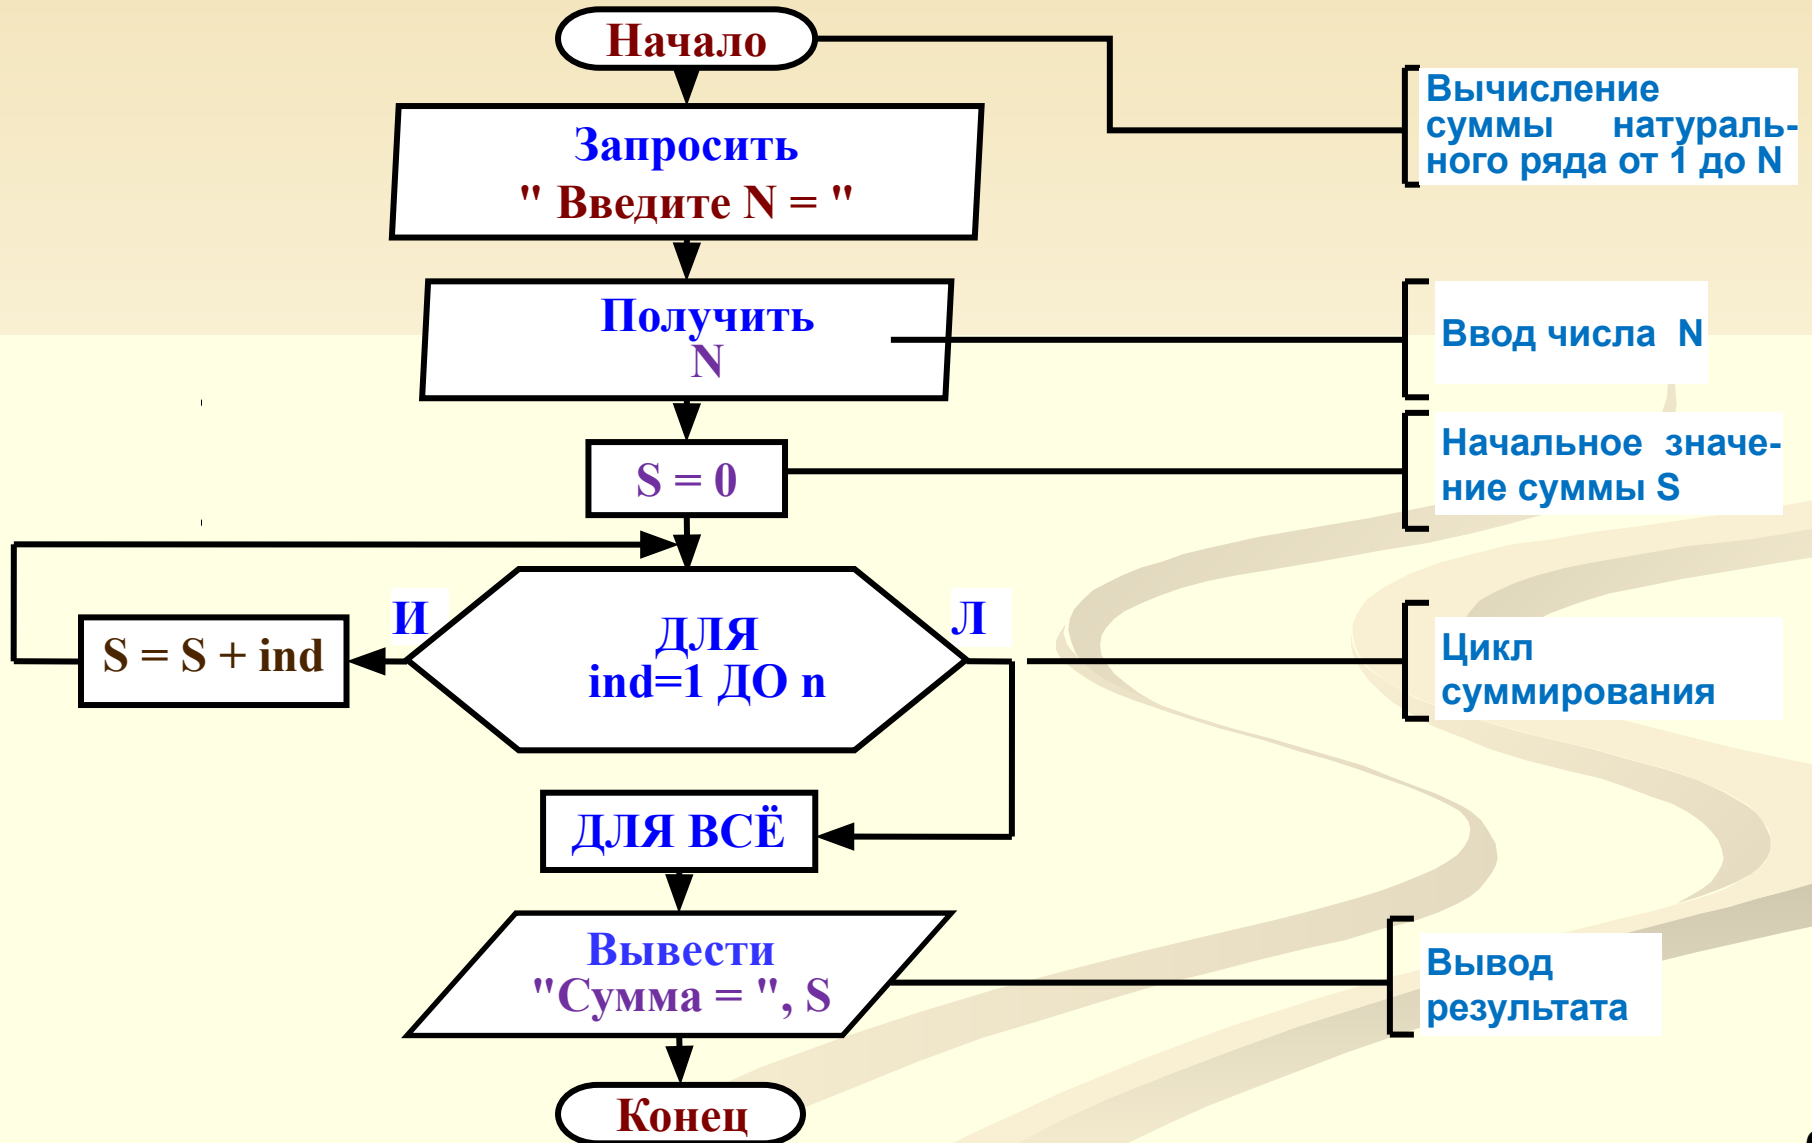 Начало
Вычисление
суммы натураль-
ного ряда от 1 до N
Запросить
" Введите N = "
Получить
N
Ввод числа N
S = 0
Начальное значе-
ние суммы S
И
Л
S = S + ind
ДЛЯ
ind=1 ДО n
Цикл
суммирования
ДЛЯ ВСЁ
Вывести
"Сумма = ", S
Вывод
результата
Конец